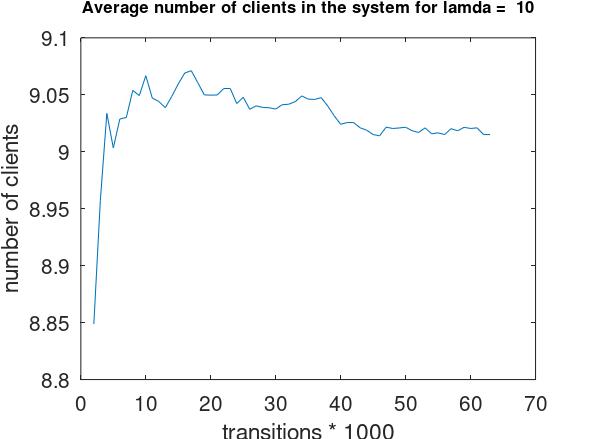 Average number of clients in the system for lamda = 10
9.1
9.05
9
8.95
8.9
8.85
8.8
number of clients
0 10 20 30 40 50 60 70
transitions * 1000